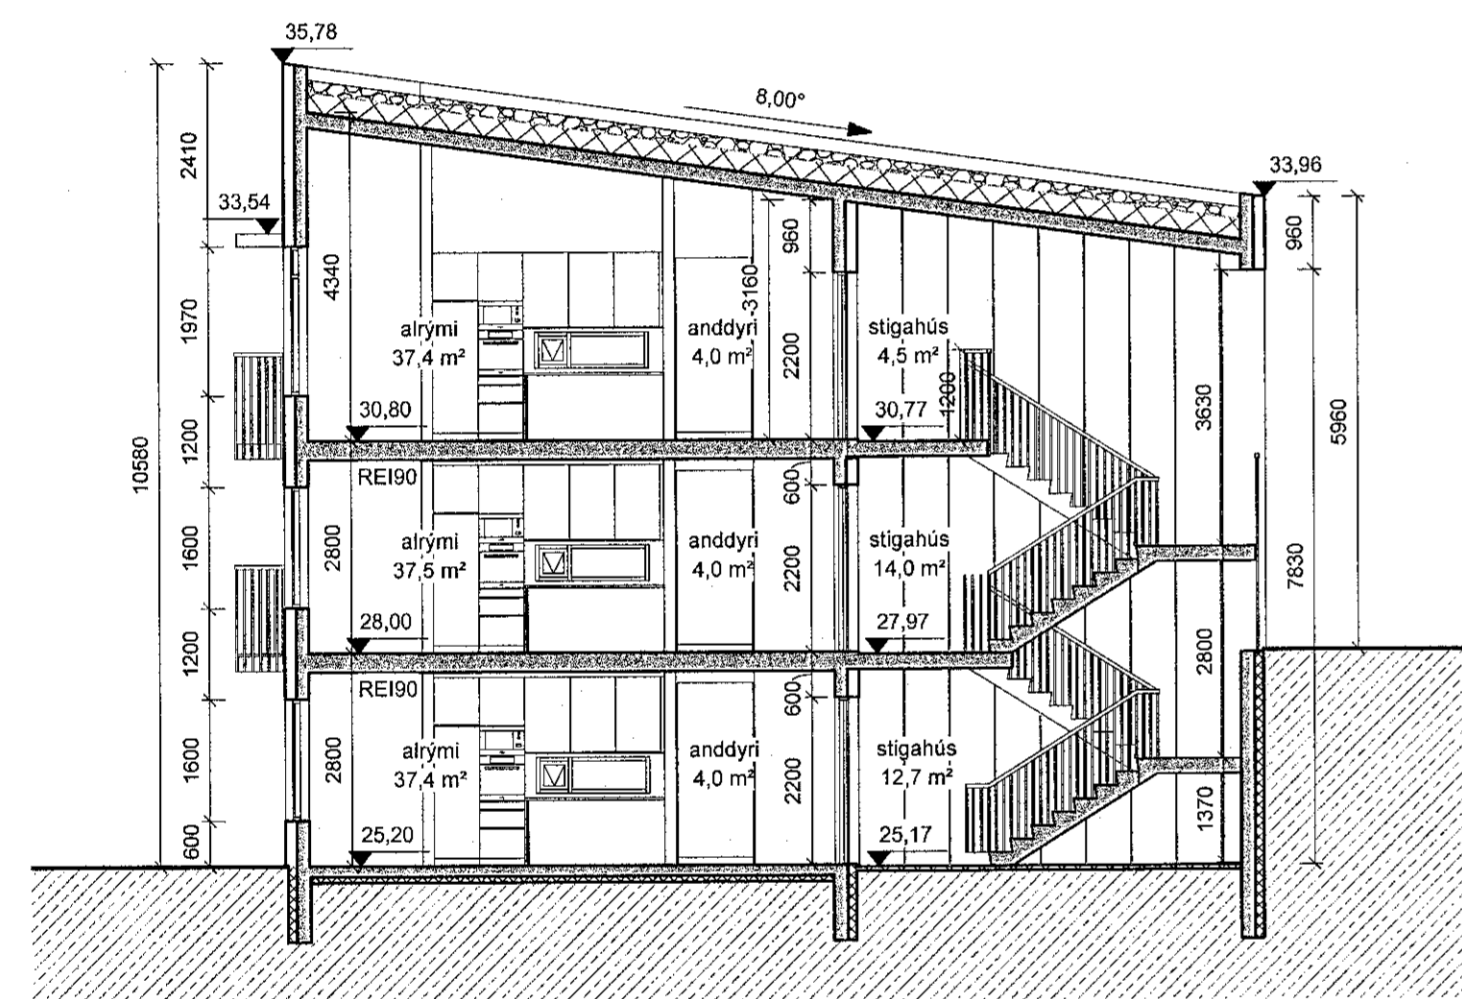 35,78
8,00°
33,96
33,54
2410
960
960
4340
3160
1970
alrými
37,4 m²
anddyri
4,0 m²
2200
stigahús
4,5 m²
1200
3630
5960
30,80
30,77
10580
1200
REI90
600
1600
2800
alrými
37,5 m²
anddyri
4,0 m²
2200
stigahús
14,0 m²
7830
28,00
27,97
1200
2800
REI90
600
1600
2800
alrými
37,4 m²
anddyri
4,0 m²
2200
stigahús
12,7 m²
1370
600
25,20
25,17